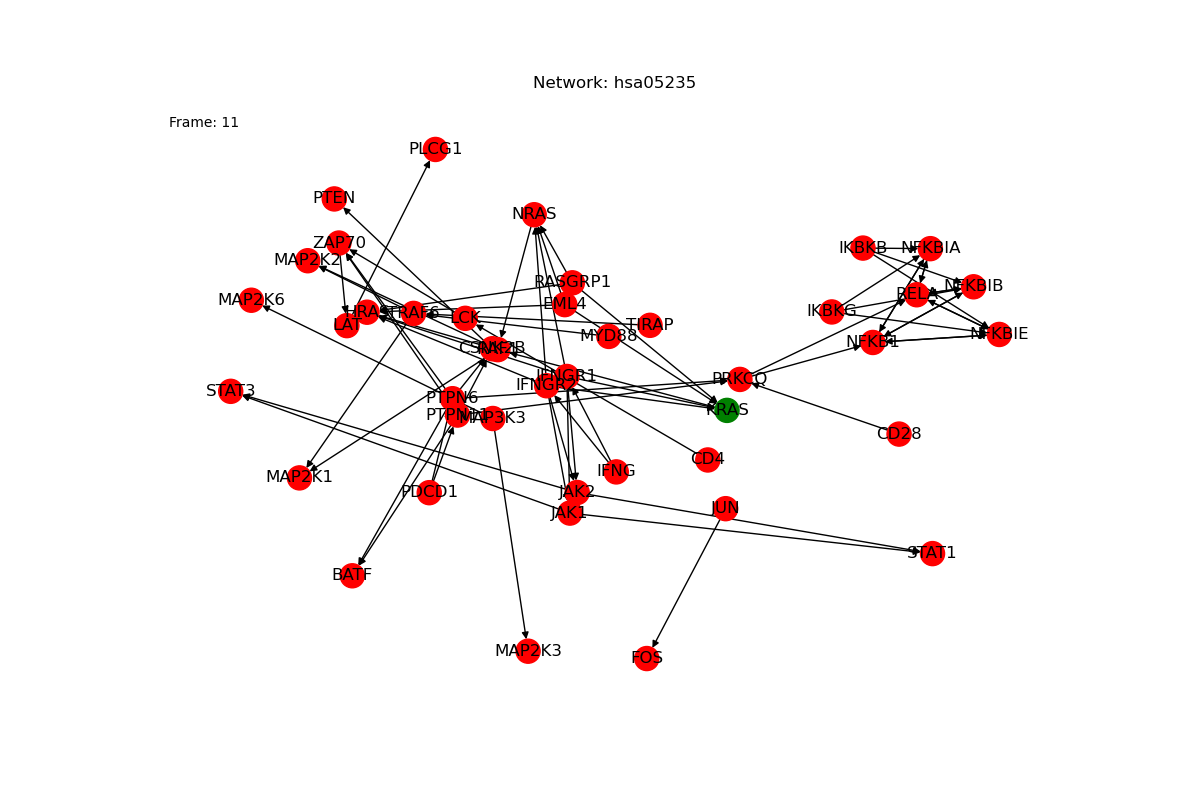 Network: hsa05235
Frame: 11
PLCG1
PTEN
NRAS
ZAP70
MAP2K2
IKBKB
NFKBIA
RASGRP1
NFKBIB
RELA
MAP2K6
EML4
HRAS
TRAF6
LCK
LAT
TIRAP
IKBKG
MYD88
NFKBIE
NFKB1
RAF1
IFNGR1
IFNGR2
PRKCQ
STAT3
PTPN6
KRAS
PTPN11
MAP3K3
CD28
CD4
IFNG
MAP2K1
PDCD1
JAK2
JUN
JAK1
STAT1
BATF
MAP2K3
FOS